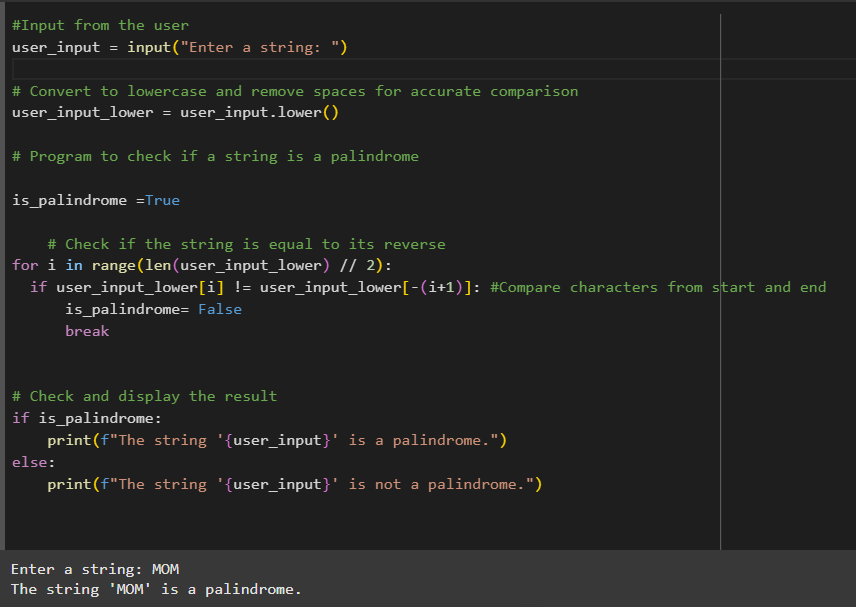 #Input from the user
user_input = input("Enter a string: ")
# Convert to lowercase and remove spaces for accurate comparison
user_input_lower = user_input.lower()
# Program to check if a string is a palindrome
is_palindrome =True
    # Check if the string is equal to its reverse
for i in range(len(user_input_lower) // 2):
  if user_input_lower[i] != user_input_lower[-(i+1)]: #Compare characters from start and end
      is_palindrome= False
      break
# Check and display the result
if is_palindrome:
    print(f"The string '{user_input}' is a palindrome.")
else:
    print(f"The string '{user_input}' is not a palindrome.")
Enter a string: MOM
The string 'MOM' is a palindrome.